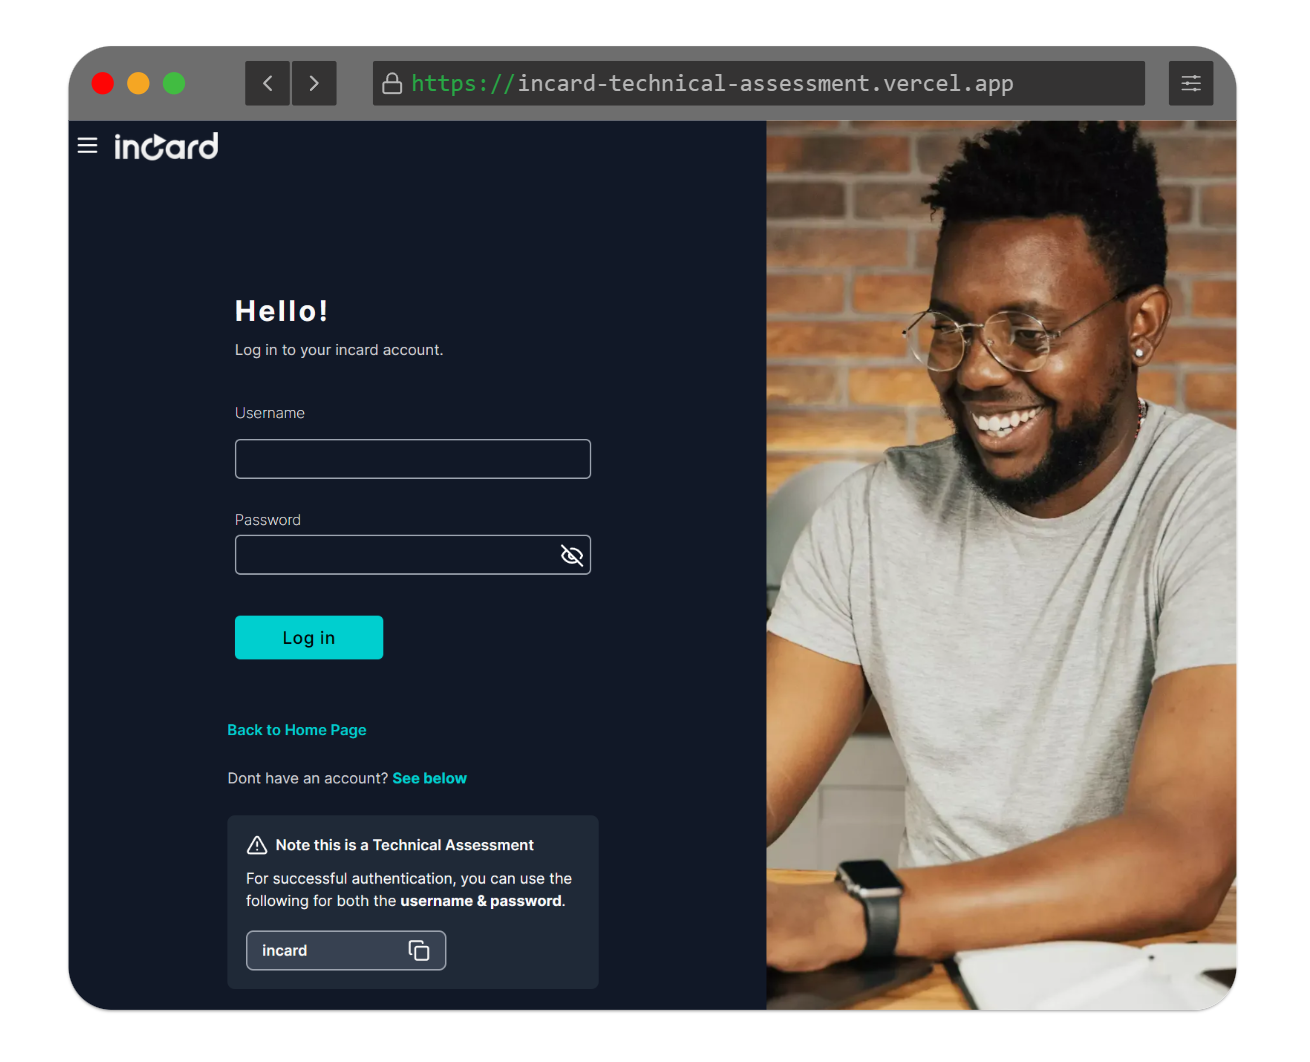 https://incard-technical-assessment.vercel.app
incard
Hello!
Log in to your incard account.
Username
Password
Log in
Back to Home Page
Dont have an account? See below
Note this is a Technical Assessment
For successful authentication, you can use the
following for both the username & password.
incard